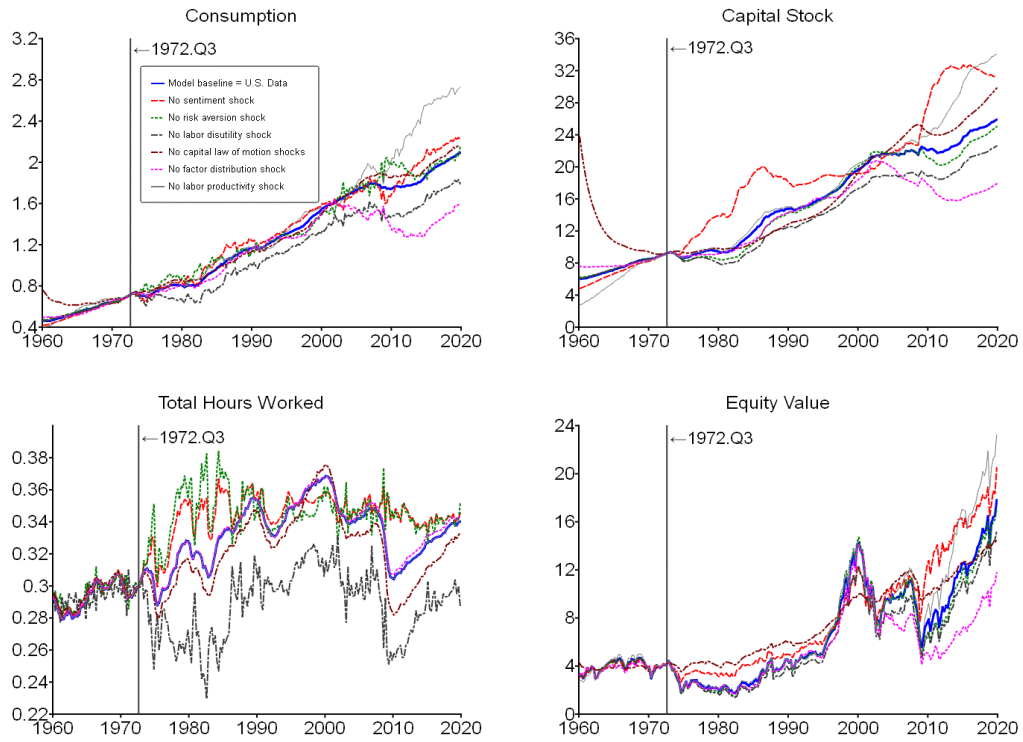 Consumption
3.2
2.8
2.4
2.0
1.6
1.2
0.8
0.4
←1972.Q3
Model baseline = U.S. Data
No sentiment shock
No risk aversion shock
No labor disutility shock
No capital law of motion shocks
No factor distribution shock
No labor productivity shock
1960 1970 1980 1990 2000 2010 2020
Capital Stock
36
32
28
24
20
16
12
8
4
0
←1972.Q3
1960 1970 1980 1990 2000 2010 2020
Total Hours Worked
0.38
0.36
0.34
0.32
0.3
0.28
0.26
0.24
0.22
←1972.Q3
1960 1970 1980 1990 2000 2010 2020
Equity Value
24
20
16
12
8
4
0
←1972.Q3
1960 1970 1980 1990 2000 2010 2020